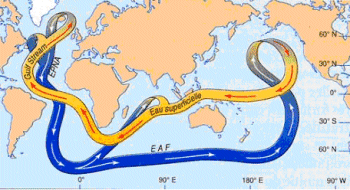 Gulf Stream
EPNA
Eau superficielle
EAF
60° N
30° N
0°
30° S
60° S
0°
90° E
180°
90° W